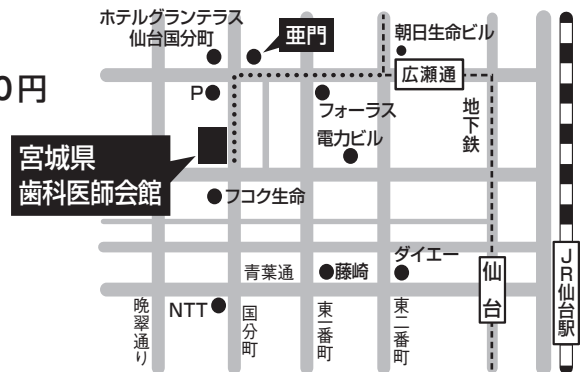 ホテルグランテラス
仙台国分町
亜門
朝日生命ビル
0円
P
広瀬通
フォーラス
地下鉄
電力ビル
宮城県
歯科医師会館
フコク生命
青葉通
藤崎
ダイエー
仙台
JR仙台駅
晩翠通り
NTT
国分町
東一番町
東二番町